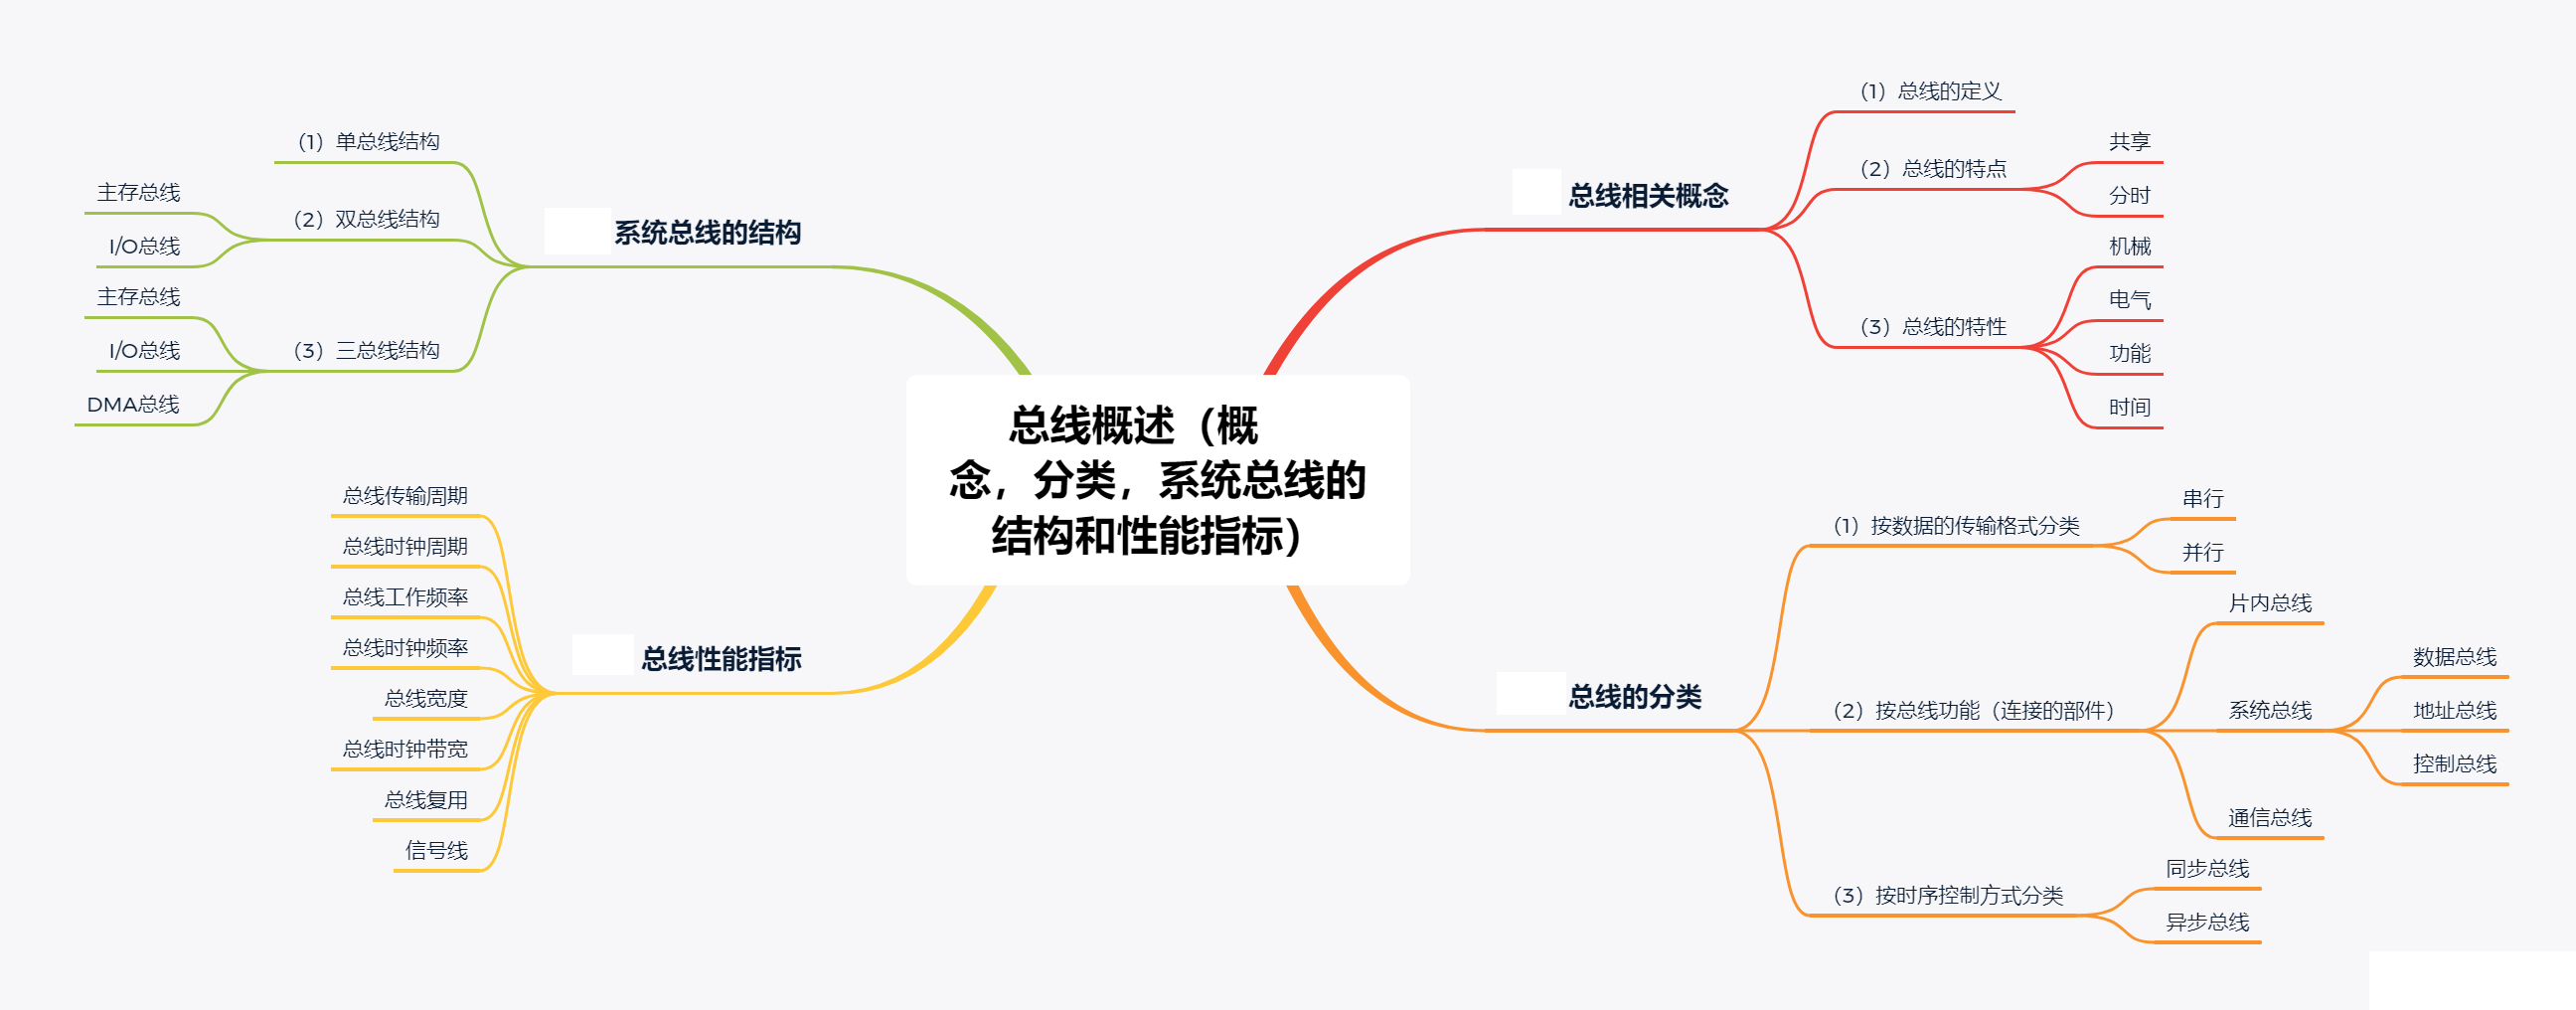 总线概述（概
念，分类，系统总线的
结构和性能指标）
总线相关概念
（1）总线的定义
（2）总线的特点
共享
分时
（3）总线的特性
机械
电气
功能
时间
总线的分类
（1）按数据的传输格式分类
串行
并行
（2）按总线功能（连接的部件）
片内总线
系统总线
数据总线
地址总线
控制总线
通信总线
（3）按时序控制方式分类
同步总线
异步总线
系统总线的结构
（1）单总线结构
（2）双总线结构
主存总线
I/O总线
（3）三总线结构
主存总线
I/O总线
DMA总线
总线性能指标
总线传输周期
总线时钟周期
总线工作频率
总线时钟频率
总线宽度
总线时钟带宽
总线复用
信号线